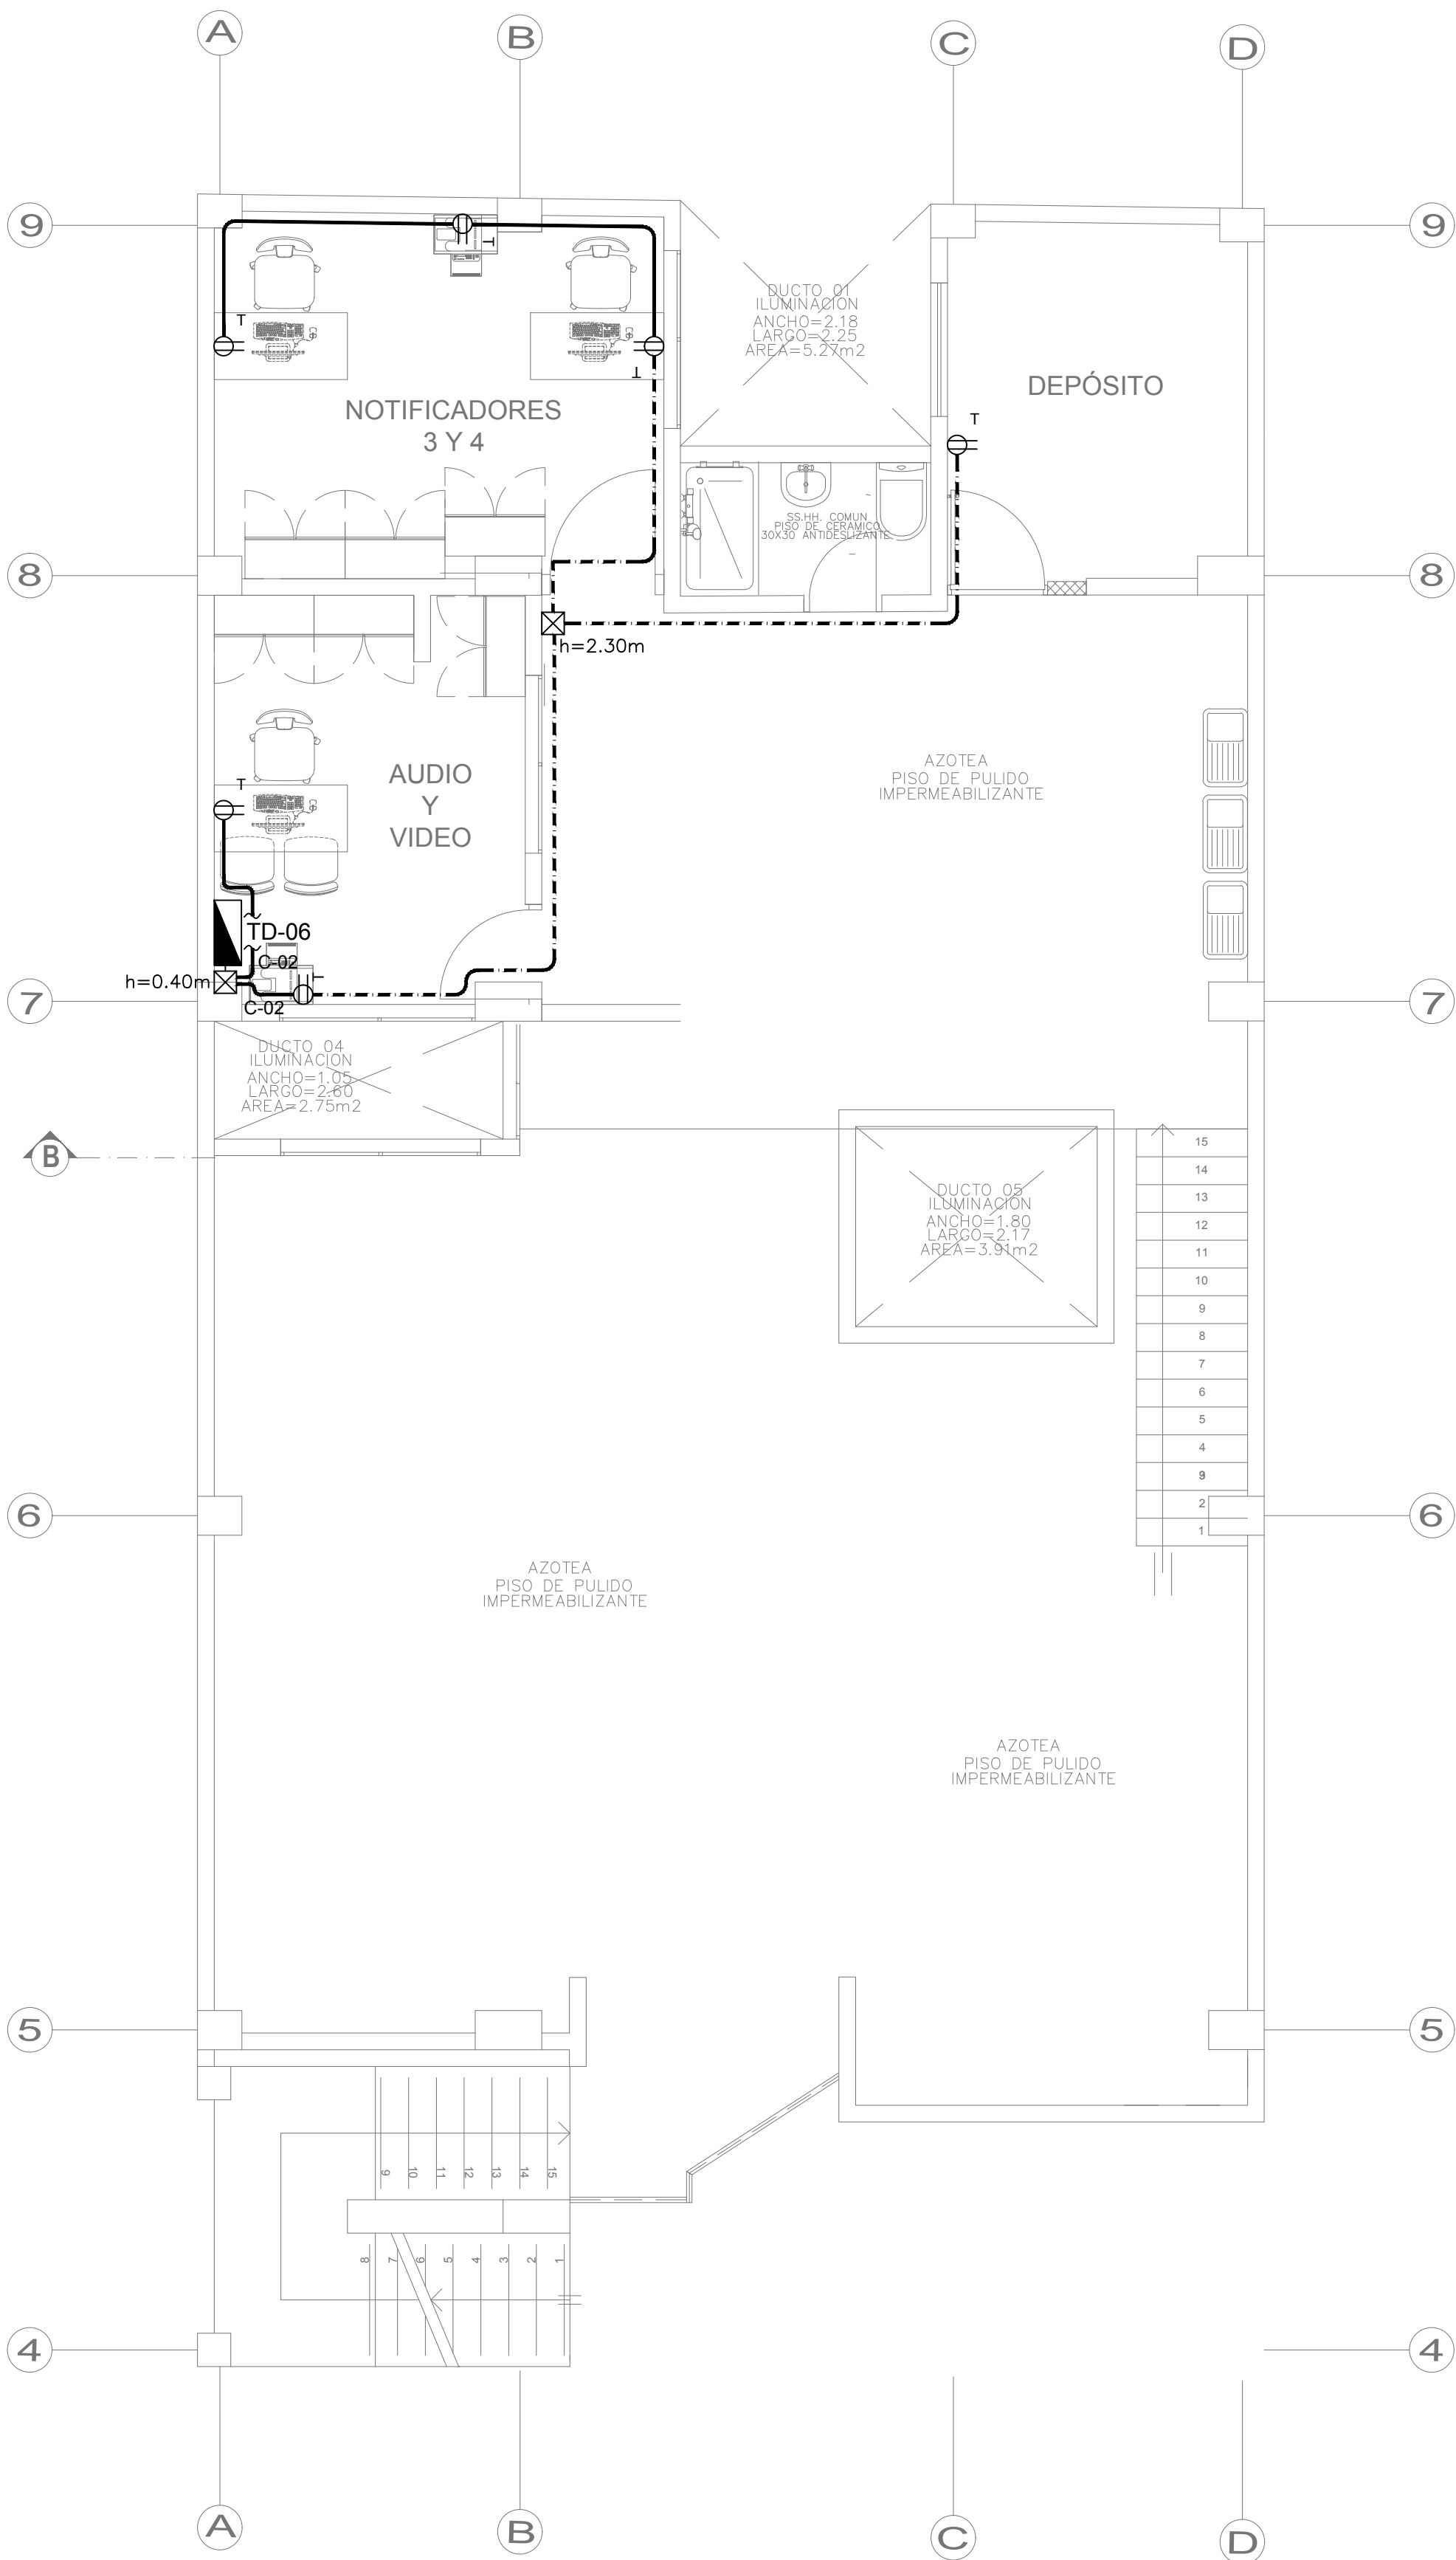 A
B
C
D
9
9
DUCTO 01
ILUMINACION
ANCHO=2.18
LARGO=2.25
AREA=5.27m2
T
T
T
DEPÓSITO
NOTIFICADORES
3 Y 4
T
SS.HH. COMUN
PISO DE CERAMICO
30X30 ANTIDESLIZANTE
8
8
h=2.30m
AUDIO
Y
VIDEO
T
AZOTEA
PISO DE PULIDO
IMPERMEABILIZANTE
TD-06
C-02
h=0.40m
T
C-02
7
7
DUCTO 04
ILUMINACION
ANCHO=1.05
LARGO=2.60
AREA=2.75m2
B
DUCTO 05
ILUMINACION
ANCHO=1.80
LARGO=2.17
AREA=3.91m2
15
14
13
12
11
10
9
8
7
6
5
4
2
1
6
6
AZOTEA
PISO DE PULIDO
IMPERMEABILIZANTE
AZOTEA
PISO DE PULIDO
IMPERMEABILIZANTE
5
5
9
10
11
12
13
14
15
8
7
6
5
4
3
2
1
4
4
A
B
C
D